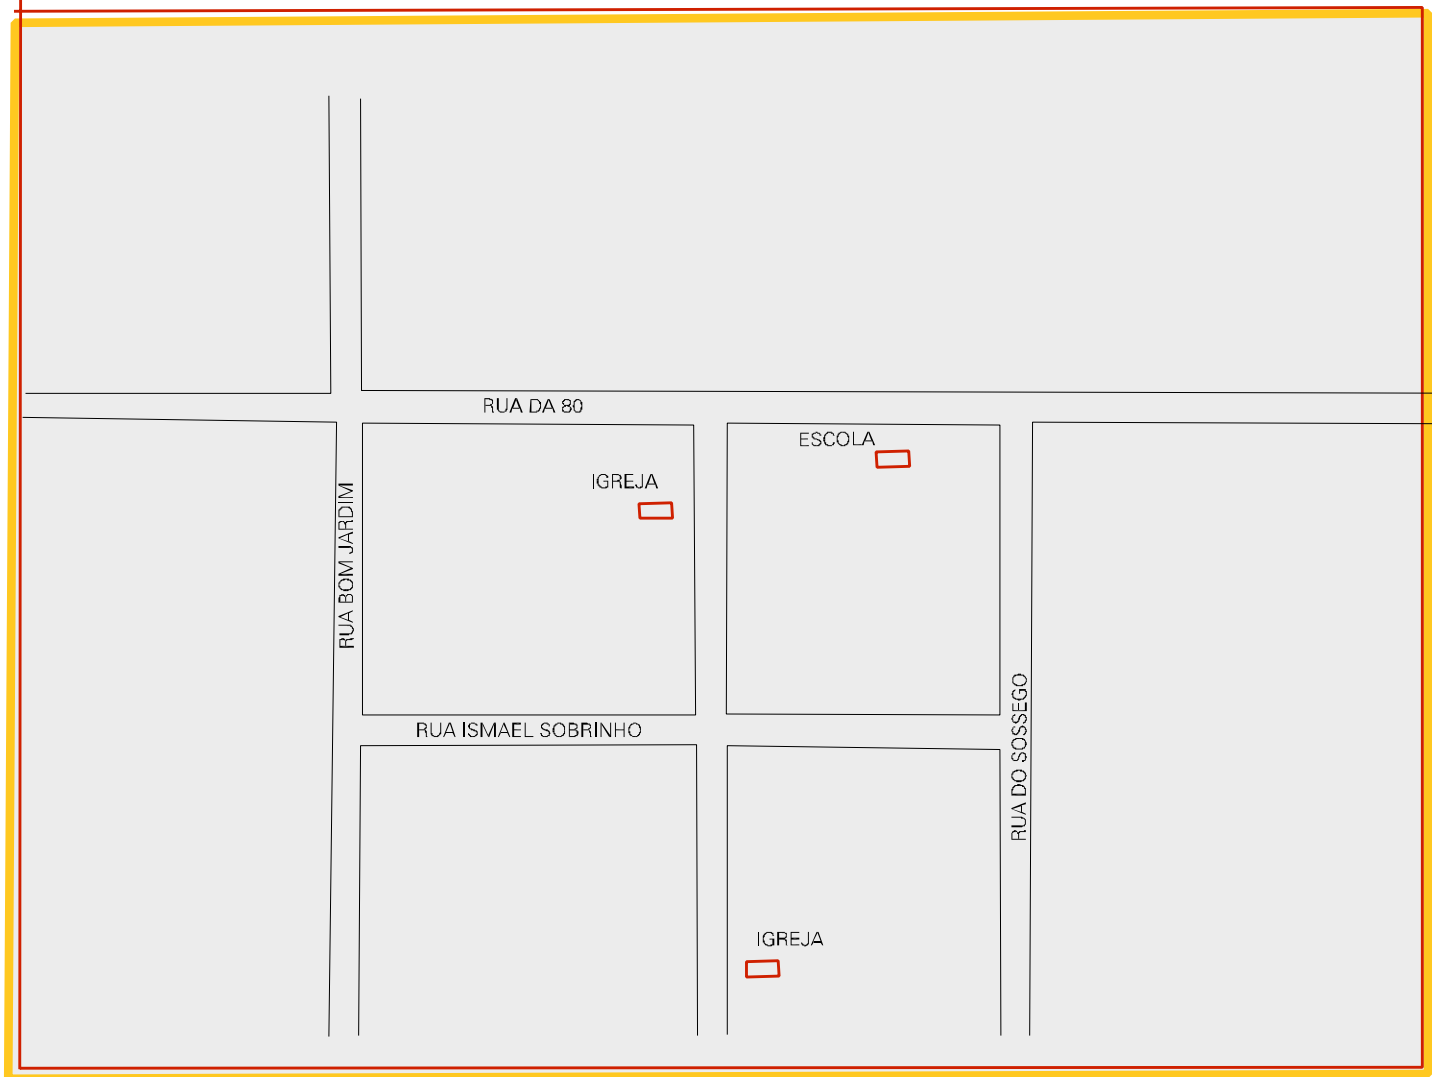 RUA DA 80
ESCOLA
IGREJA
RUA BOM JARDIM
RUA ISMAEL SOBRINHO
RUA DO SOSSEGO
IGREJA